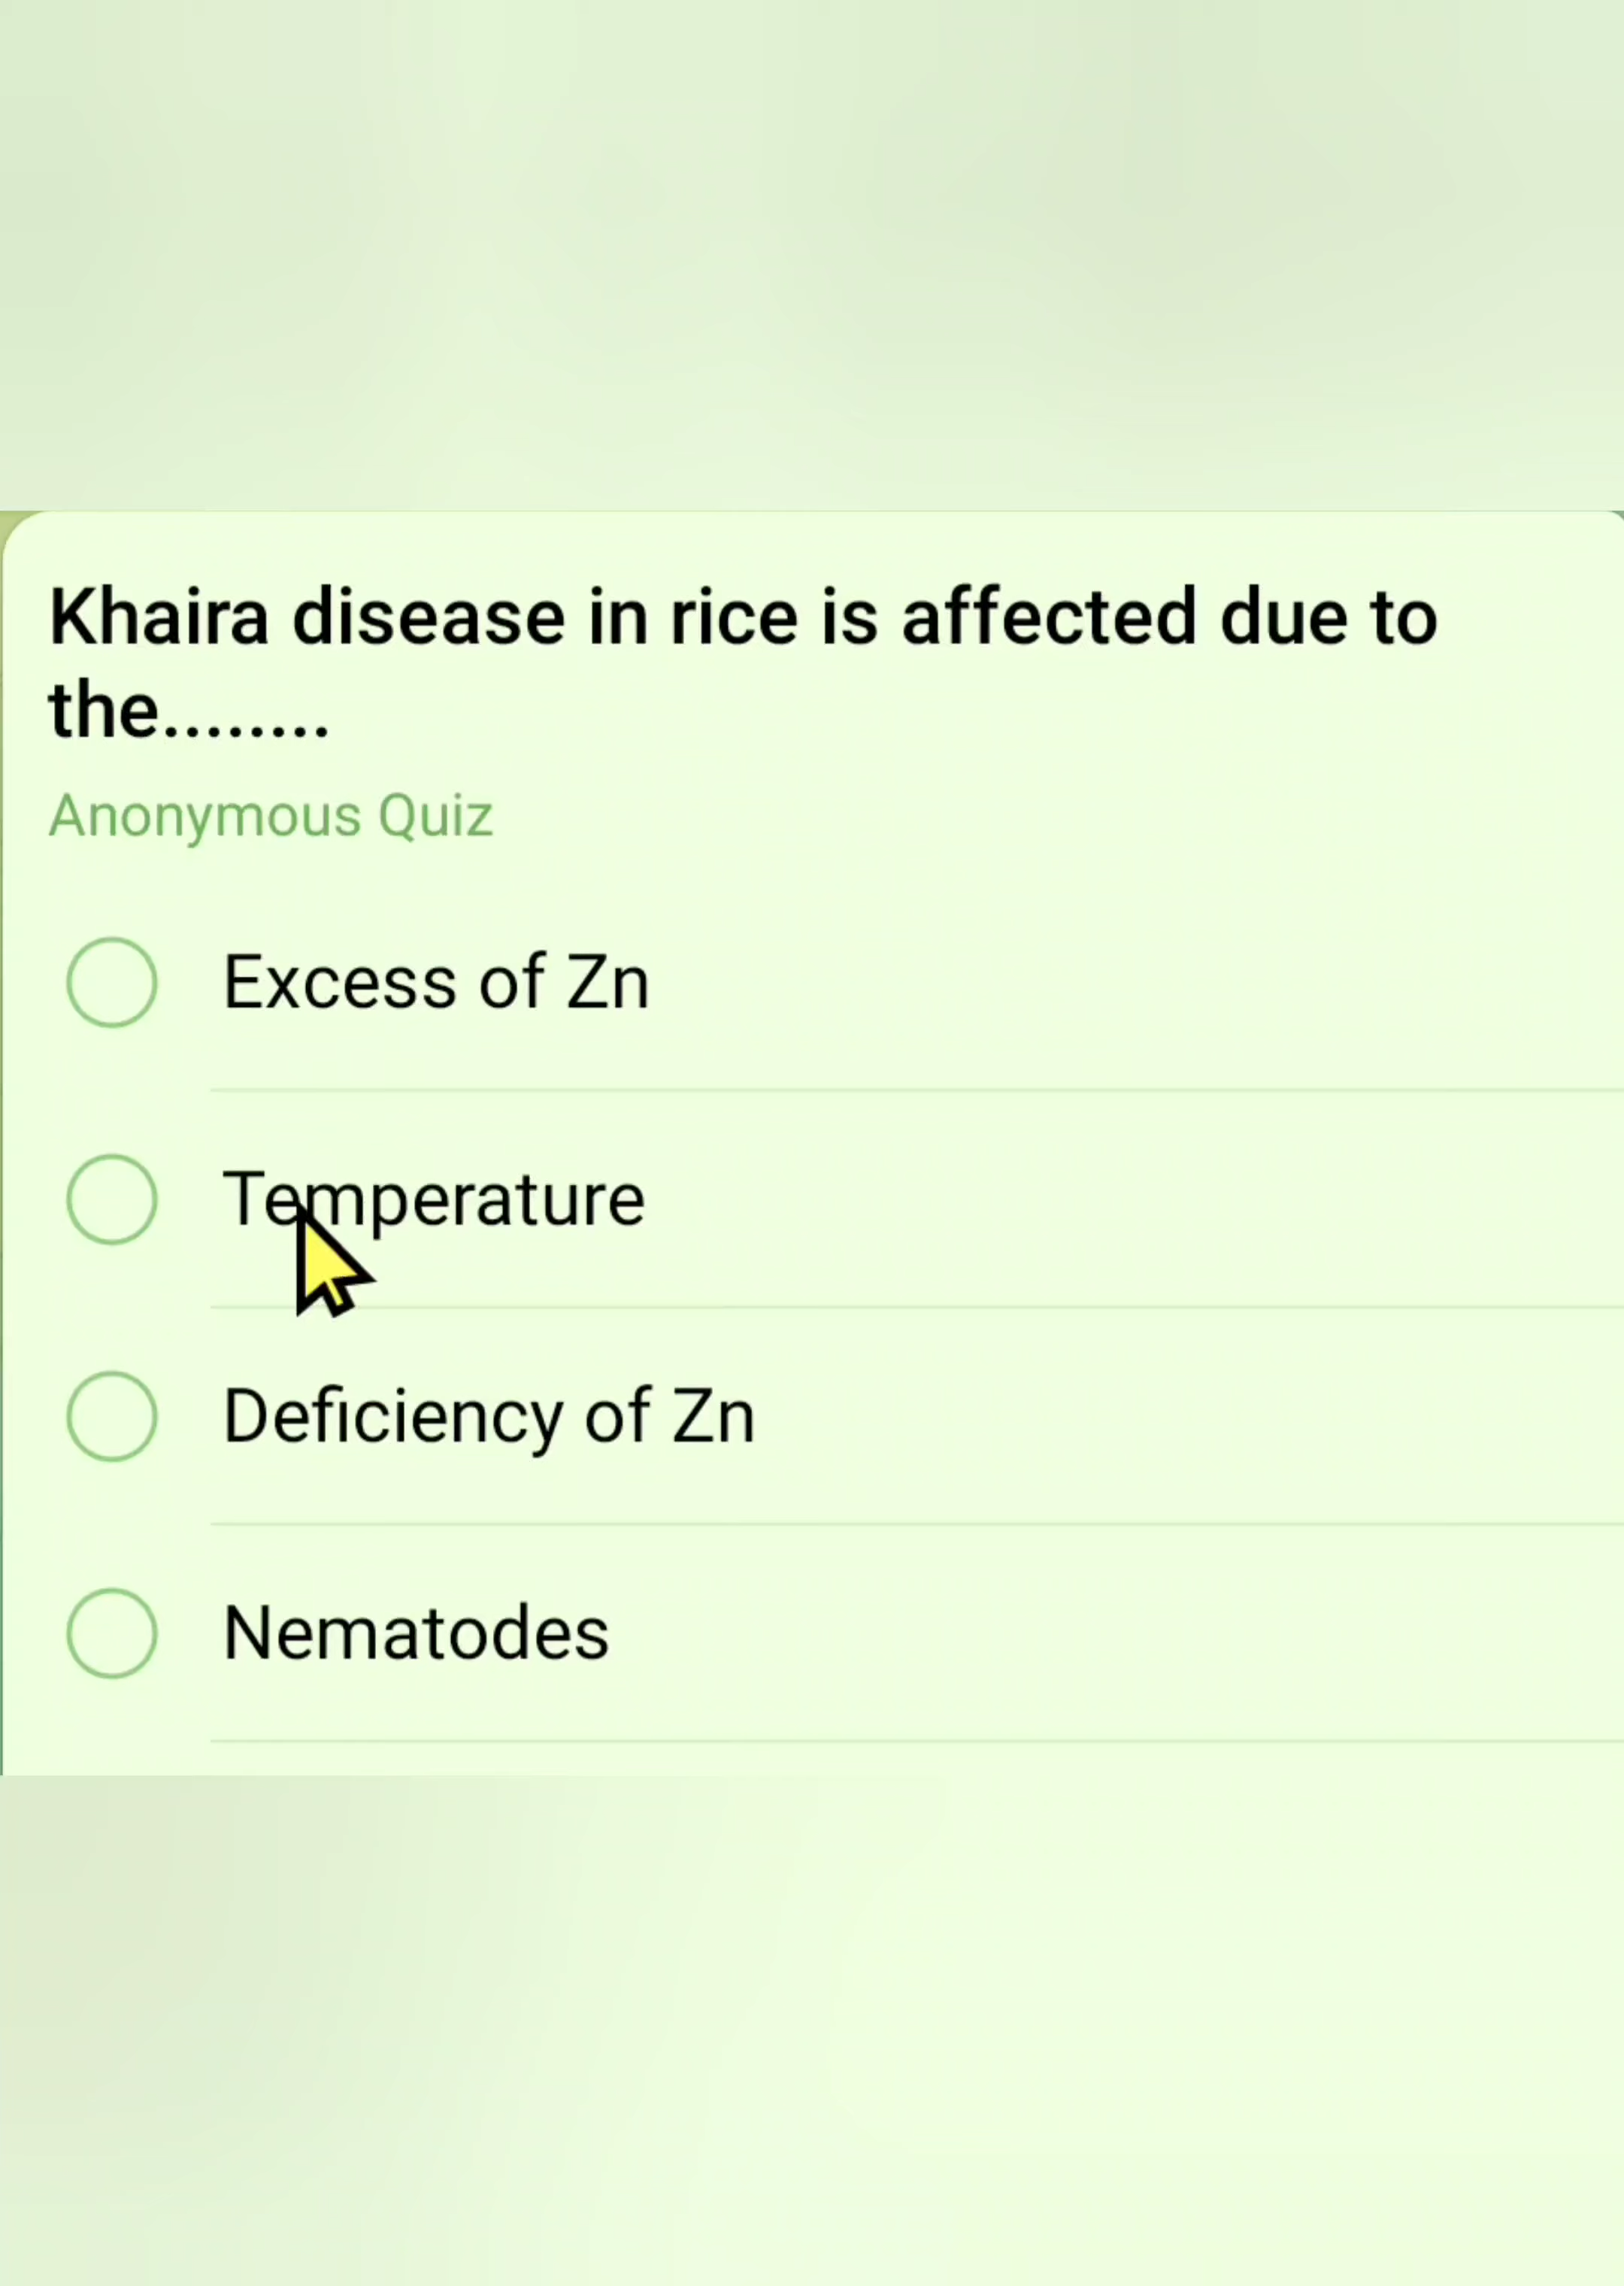 Khaira disease in rice is affected due to
the........
Anonymous Quiz
Excess of Zn
Temperature
Deficiency of Zn
Nematodes